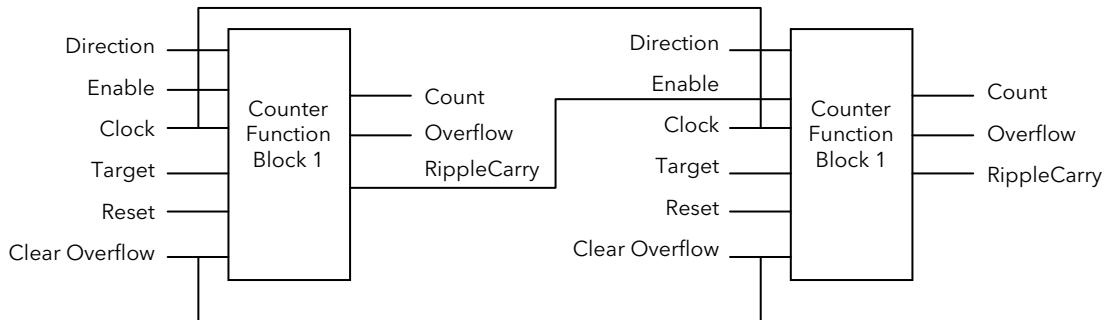 Direction
Enable
Clock
Target
Reset
Clear Overflow
Counter
Function
Block 1
Count
Overflow
RippleCarry
Direction
Enable
Clock
Target
Reset
Clear Overflow
Counter
Function
Block 1
Count
Overflow
RippleCarry